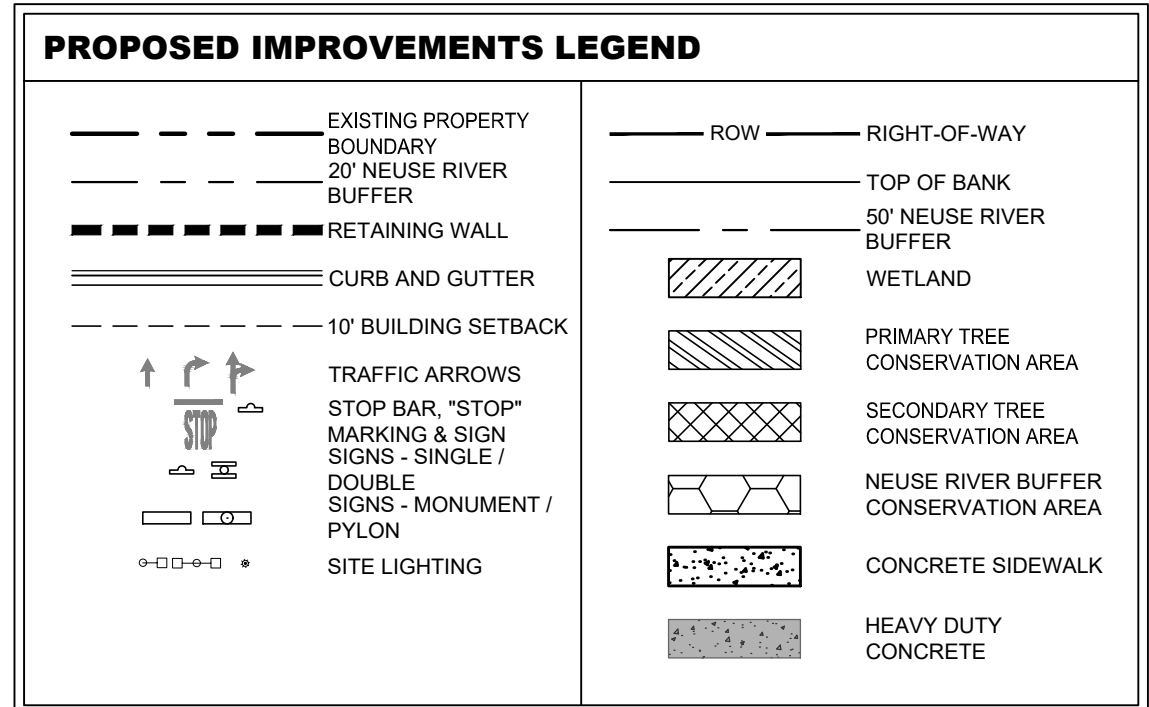 PROPOSED IMPROVEMENTS LEGEND
EXISTING PROPERTY
BOUNDARY
20' NEUSE RIVER
BUFFER
RETAINING WALL
CURB AND GUTTER
10' BUILDING SETBACK
TRAFFIC ARROWS
STOP
STOP BAR, "STOP"
MARKING & SIGN
SIGNS - SINGLE /
DOUBLE
SIGNS - MONUMENT /
PYLON
SITE LIGHTING
ROW
RIGHT-OF-WAY
TOP OF BANK
50' NEUSE RIVER
BUFFER
WETLAND
PRIMARY TREE
CONSERVATION AREA
SECONDARY TREE
CONSERVATION AREA
NEUSE RIVER BUFFER
CONSERVATION AREA
CONCRETE SIDEWALK
HEAVY DUTY
CONCRETE